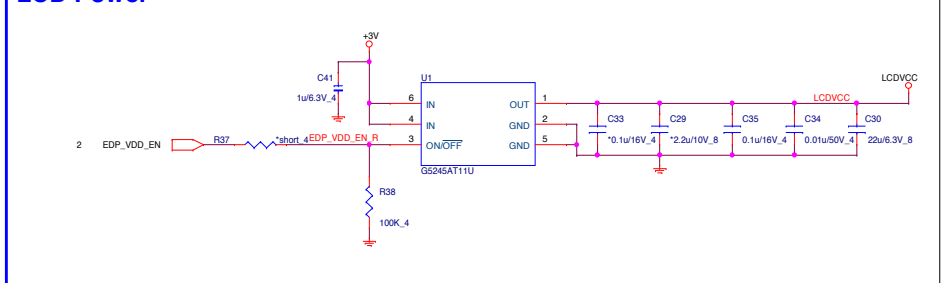 +3V
C41
1u/6.3V_4
U1
LCDVCC
6 IN OUT 1 LCDVCC
4 IN GND 2
3 ON/OFF GND 5
G5245AT11U
2 EDP_VDD_EN R37 *short_4 EDP_VDD_EN_R
C33 C29 C35 C34 C30
*0.1u/16V_4 *2.2u/10V_8 0.1u/16V_4 0.01u/50V_4 22u/6.3V_8
R38
100K_4